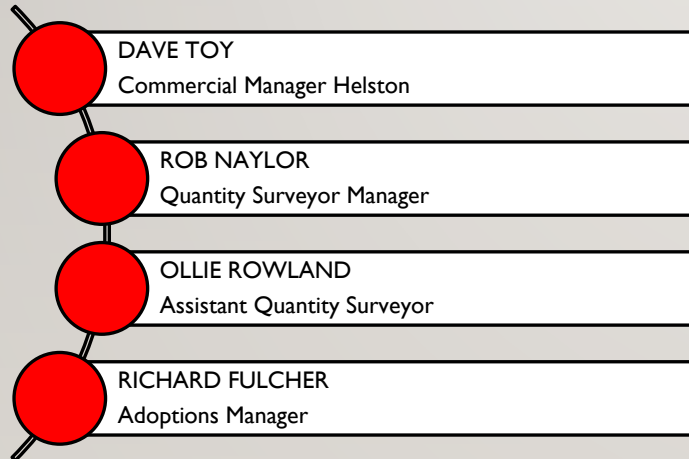 DAVE TOY
Commercial Manager Helston
ROB NAYLOR
Quantity Surveyor Manager
OLLIE ROWLAND
Assistant Quantity Surveyor
RICHARD FULCHER
Adoptions Manager